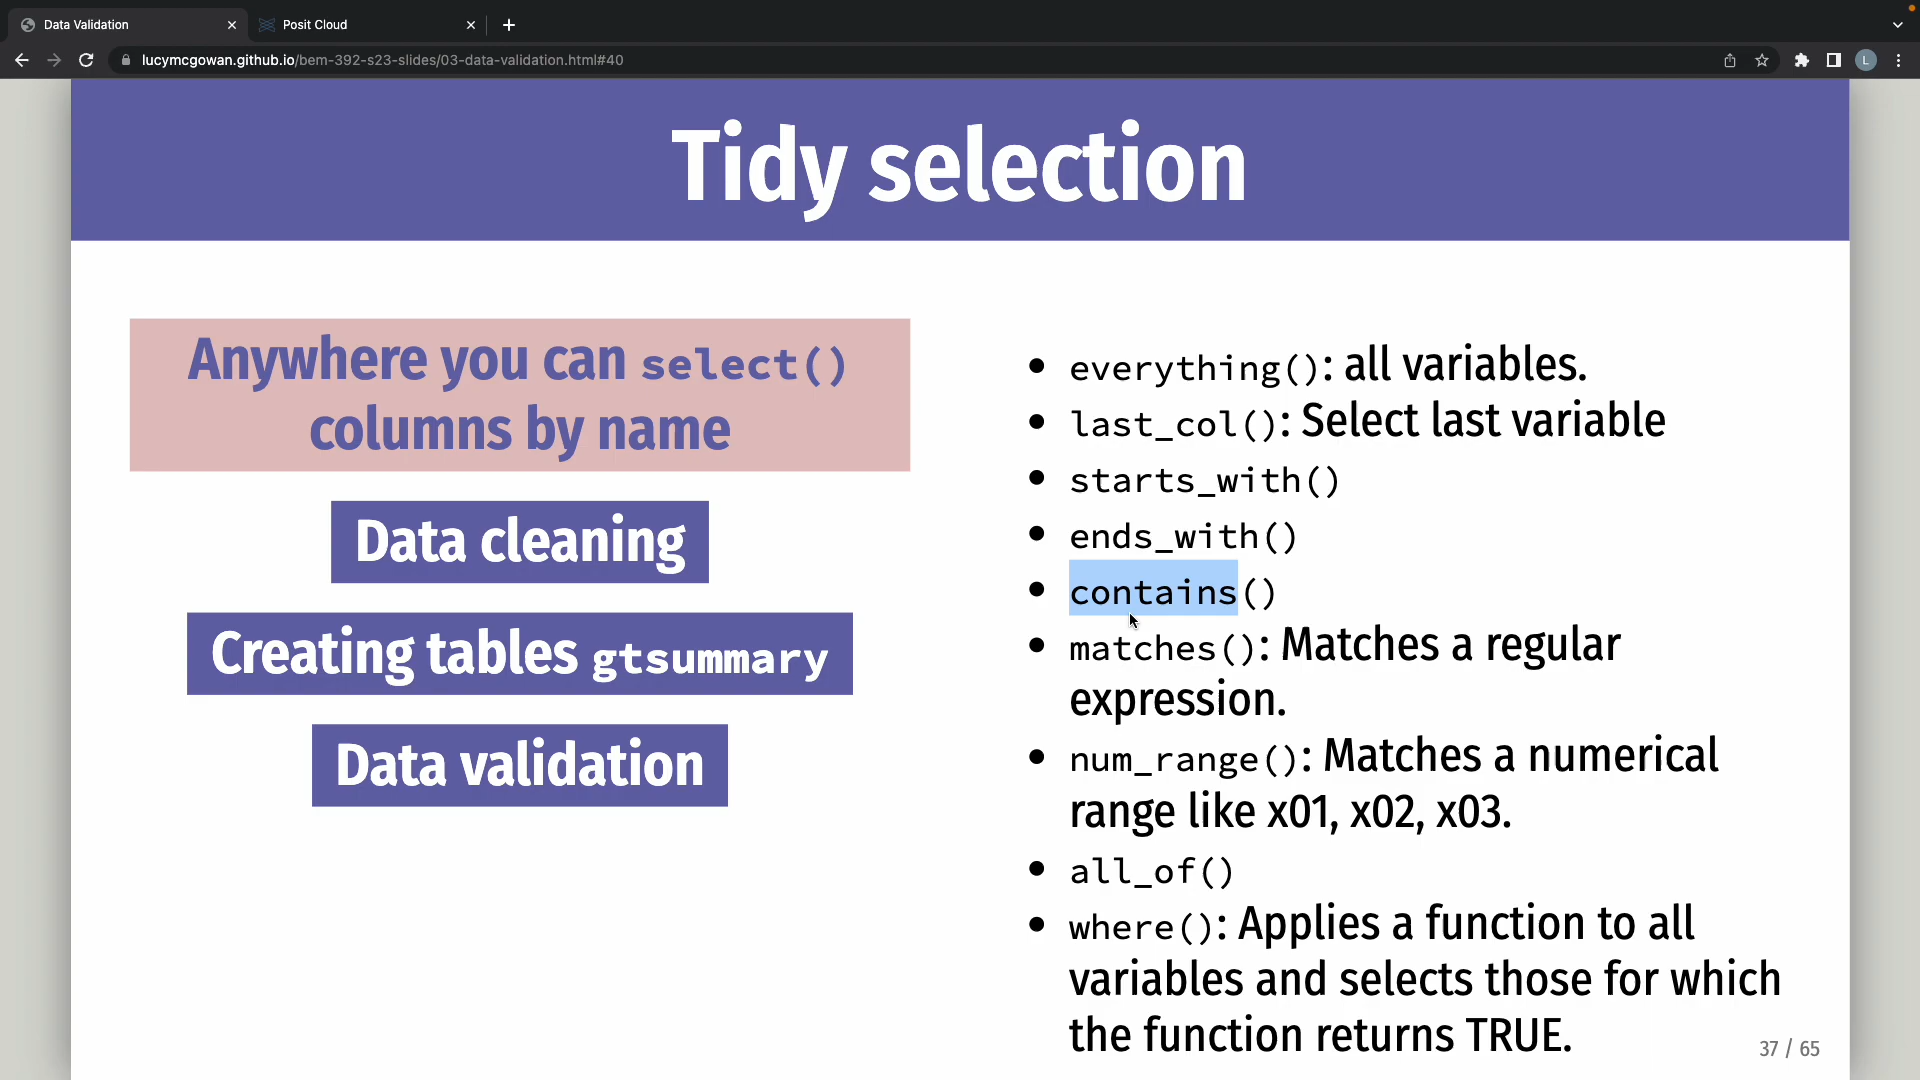 Data Validation
Posit Cloud
lucymcgowan.github.io/bem-392-s23-slides/03-data-validation.html#40
L
Tidy selection
Anywhere you can select()
columns by name
Data cleaning
Creating tables gtsummary
Data validation
• everything(): all variables.
• last_col(): Select last variable
• starts_with()
• ends_with()
• contains()
• matches(): Matches a regular
expression.
• num_range(): Matches a numerical
range like x01, x02, x03.
• all_of()
• where(): Applies a function to all
variables and selects those for which
the function returns TRUE.
37 / 65